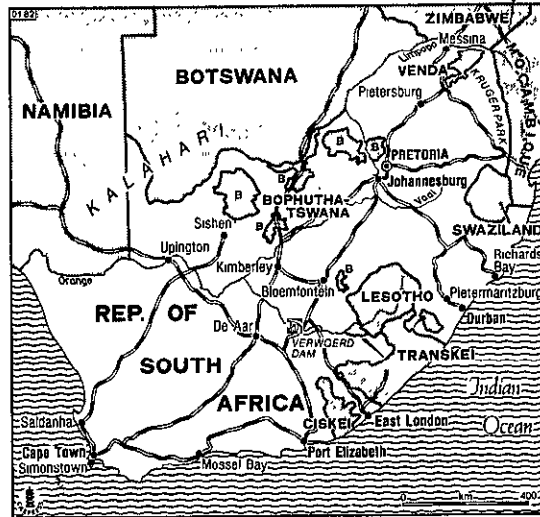 0182
ZIMBABWE
Messina
Limpopo
MOCAMBIQUE
BOTSWANA
VENDA
KRUGER PARK
NAMIBIA
Pietersburg
KALAHARI
B
B
PRETORIA
B
B
Johannesburg
BOPHUTHA-
TSWANA
Vaal
Sishen
B
SWAZILAND
Upington
Richards
Bay
Kimberley
Orange
B
Bloemfontein
LESOTHO
Pietermaritzburg
REP. OF
Durban
De Aar
VERWOERD
DAM
TRANSKEI
SOUTH
Indian
AFRICA
Saldanha
CISKEI
East London
Ocean
Cape Town
Port Elizabeth
Simonstown
Mossel Bay
0 km 400